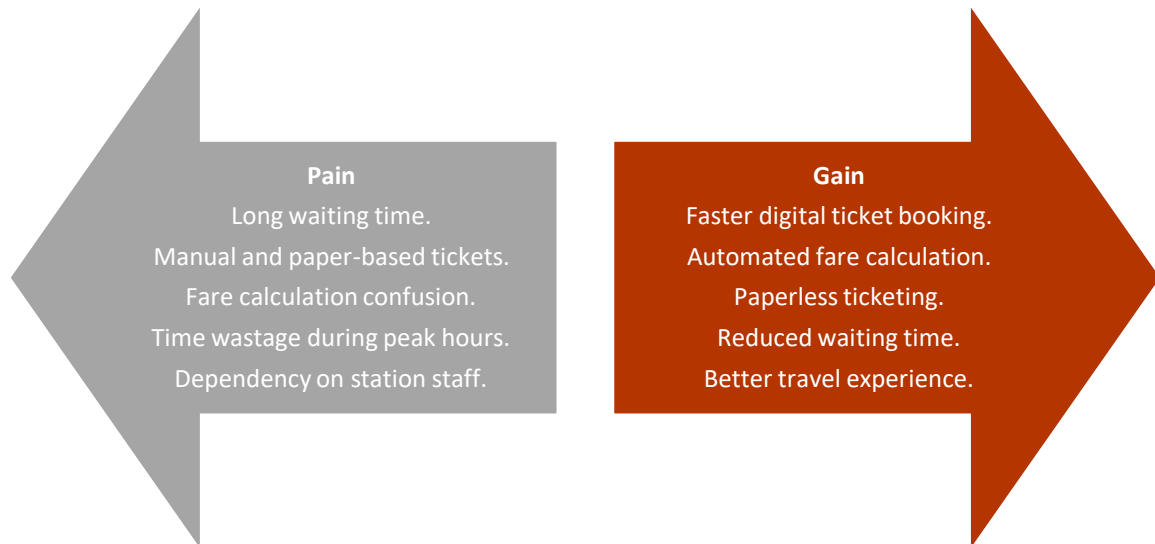 Pain
Long waiting time.
Manual and paper-based tickets.
Fare calculation confusion.
Time wastage during peak hours.
Dependency on station staff.
Gain
Faster digital ticket booking.
Automated fare calculation.
Paperless ticketing.
Reduced waiting time.
Better travel experience.